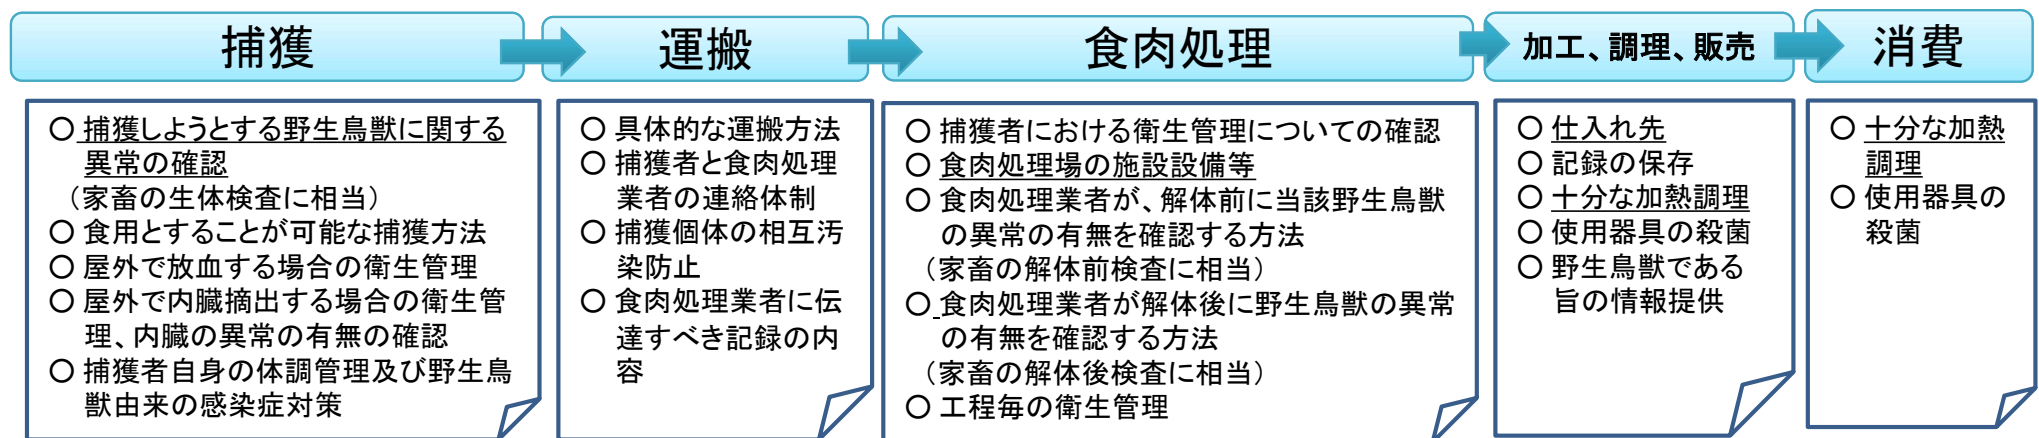 捕獲
運搬
食肉処理
加工、調理、販売
消費
○ 捕獲しようとする野生鳥獣に関する
異常の確認
（家畜の生体検査に相当）
○ 食用とすることが可能な捕獲方法
○ 屋外で放血する場合の衛生管理
○ 屋外で内臓摘出する場合の衛生管
理、内臓の異常の有無の確認
○ 捕獲者自身の体調管理及び野生鳥
獣由来の感染症対策
○ 具体的な運搬方法
○ 捕獲者と食肉処理
業者の連絡体制
○ 捕獲個体の相互汚
染防止
○ 食肉処理業者に伝
達すべき記録の内
容
○ 捕獲者における衛生管理についての確認
○ 食肉処理場の施設設備等
○ 食肉処理業者が、解体前に当該野生鳥獣
の異常の有無を確認する方法
（家畜の解体前検査に相当）
○ 食肉処理業者が解体後に野生鳥獣の異常
の有無を確認する方法
（家畜の解体後検査に相当）
○ 工程毎の衛生管理
○ 仕入れ先
○ 記録の保存
○ 十分な加熱調理
○ 使用器具の殺菌
○ 野生鳥獣である
旨の情報提供
○ 十分な加熱
調理
○ 使用器具の
殺菌